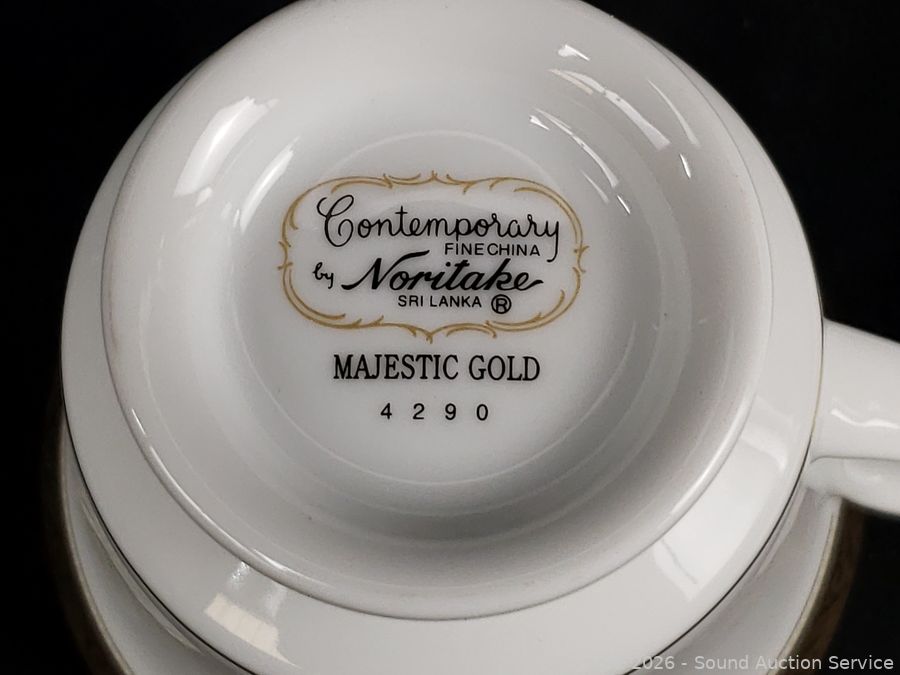 Contemporary
FINE CHINA
by Noritake
SRI LANKA ®
MAJESTIC GOLD
4290
2026 - Sound Auction Service